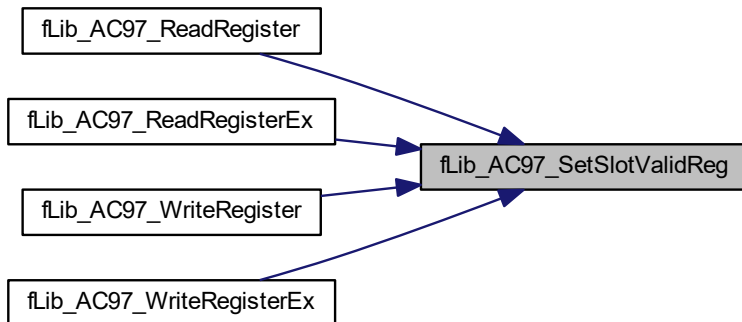 fLib_AC97_ReadRegister
fLib_AC97_ReadRegisterEx
fLib_AC97_SetSlotValidReg
fLib_AC97_WriteRegister
fLib_AC97_WriteRegisterEx